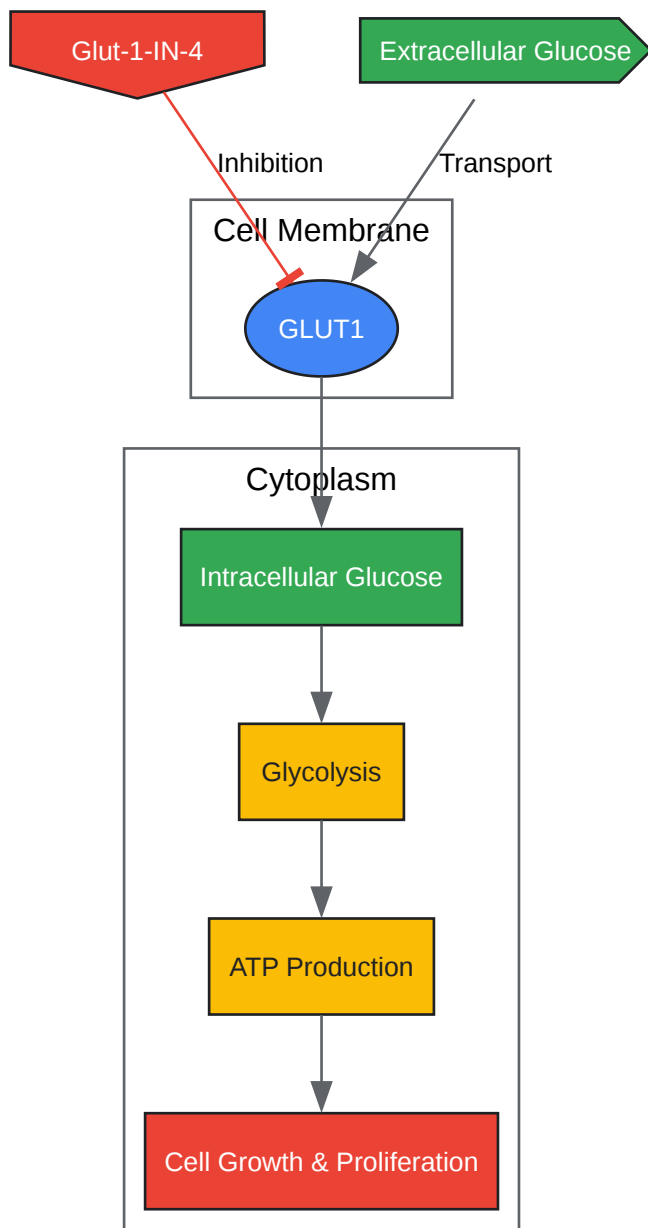 Glut-1-IN-4
Extracellular Glucose
Inhibition
Transport
Cell Membrane
GLUT1
Cytoplasm
Intracellular Glucose
Glycolysis
ATP Production
Cell Growth & Proliferation